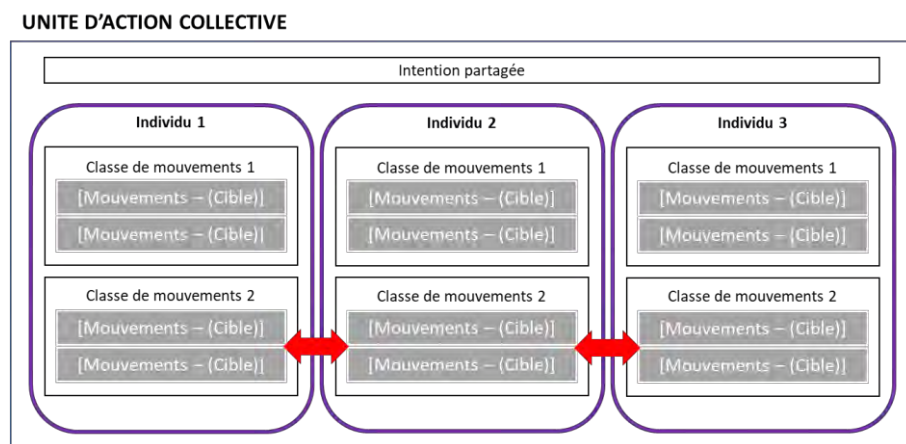 UNITE D’ACTION COLLECTIVE
Intention partagée
Individu 1
Classe de mouvements 1
[Mouvements – (Cible)]
[Mouvements – (Cible)]
Classe de mouvements 2
[Mouvements – (Cible)]
[Mouvements – (Cible)]
Individu 2
Classe de mouvements 1
[Mouvements – (Cible)]
[Mouvements – (Cible)]
Classe de mouvements 2
[Mouvements – (Cible)]
[Mouvements – (Cible)]
Individu 3
Classe de mouvements 1
[Mouvements – (Cible)]
[Mouvements – (Cible)]
Classe de mouvements 2
[Mouvements – (Cible)]
[Mouvements – (Cible)]